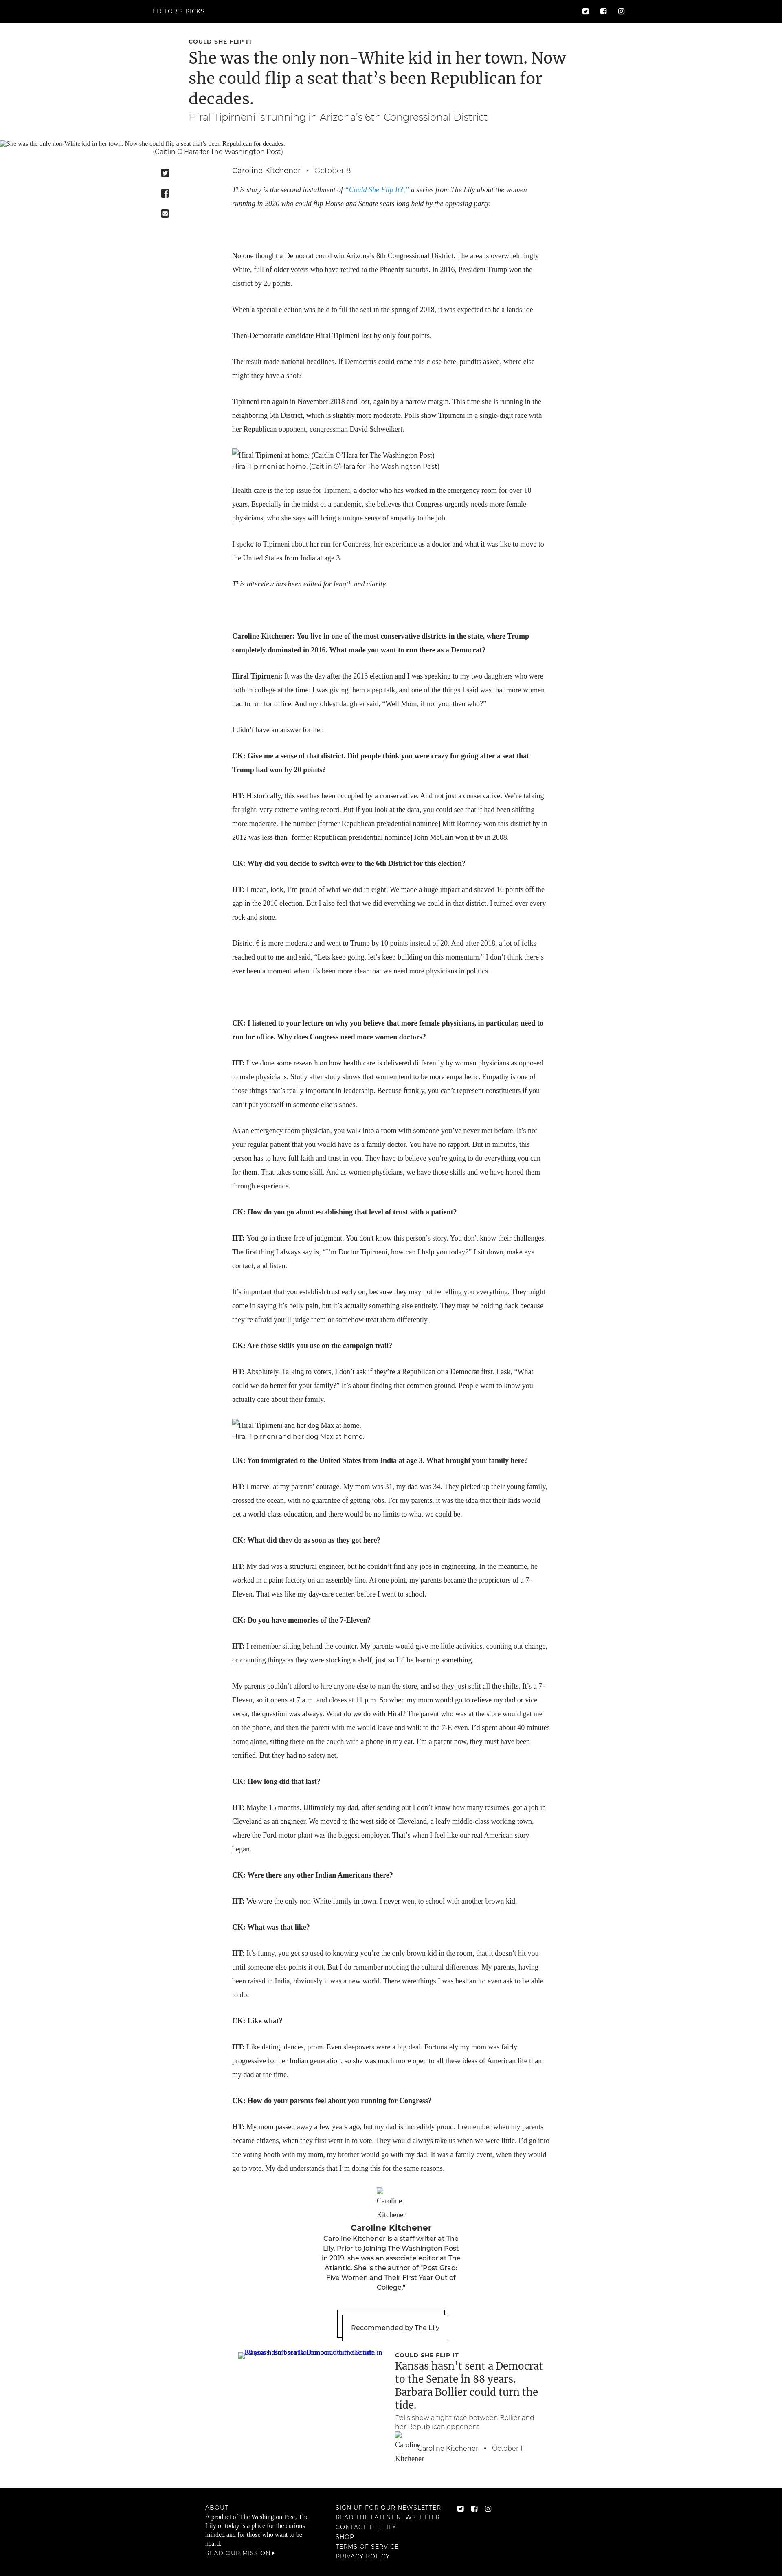 EDITOR'S PICKS
COULD SHE FLIP IT
She was the only non-White kid in her town. Now
she could flip a seat that's been Republican for
decades.
Hiral Tipirneni is running in Arizona's 6th Congressional District
She was the only non-White kid in her town. Now she could flip a seat that's been Republican for decades.
(Caitlin O'Hara for The Washington Post)
Caroline Kitchener • October 8
This story is the second installment of "Could She Flip It?," a series from The Lily about the women
running in 2020 who could flip House and Senate seats long held by the opposing party.
No one thought a Democrat could win Arizona's 8th Congressional District. The area is overwhelmingly
White, full of older voters who have retired to the Phoenix suburbs. In 2016, President Trump won the
district by 20 points.
When a special election was held to fill the seat in the spring of 2018, it was expected to be a landslide.
Then-Democratic candidate Hiral Tipirneni lost by only four points.
The result made national headlines. If Democrats could come this close here, pundits asked, where else
might they have a shot?
Tipirneni ran again in November 2018 and lost, again by a narrow margin. This time she is running in the
neighboring 6th District, which is slightly more moderate. Polls show Tipirneni in a single-digit race with
her Republican opponent, congressman David Schweikert.
Hiral Tipirneni at home. (Caitlin O'Hara for The Washington Post)
Hiral Tipirneni at home. (Caitlin O'Hara for The Washington Post)
Health care is the top issue for Tipirneni, a doctor who has worked in the emergency room for over 10
years. Especially in the midst of a pandemic, she believes that Congress urgently needs more female
physicians, who she says will bring a unique sense of empathy to the job.
I spoke to Tipirneni about her run for Congress, her experience as a doctor and what it was like to move to
the United States from India at age 3.
This interview has been edited for length and clarity.
Caroline Kitchener: You live in one of the most conservative districts in the state, where Trump
completely dominated in 2016. What made you want to run there as a Democrat?
Hiral Tipirneni: It was the day after the 2016 election and I was speaking to my two daughters who were
both in college at the time. I was giving them a pep talk, and one of the things I said was that more women
had to run for office. And my oldest daughter said, "Well Mom, if not you, then who?"
I didn't have an answer for her.
CK: Give me a sense of that district. Did people think you were crazy for going after a seat that
Trump had won by 20 points?
HT: Historically, this seat has been occupied by a conservative. And not just a conservative: We're talking
far right, very extreme voting record. But if you look at the data, you could see that it had been shifting
more moderate. The number [former Republican presidential nominee] Mitt Romney won this district by in
2012 was less than [former Republican presidential nominee] John McCain won it by in 2008.
CK: Why did you decide to switch over to the 6th District for this election?
HT: I mean, look, I'm proud of what we did in eight. We made a huge impact and shaved 16 points off the
gap in the 2016 election. But I also feel that we did everything we could in that district. I turned over every
rock and stone.
District 6 is more moderate and went to Trump by 10 points instead of 20. And after 2018, a lot of folks
reached out to me and said, "Lets keep going, let's keep building on this momentum." I don't think there's
ever been a moment when it's been more clear that we need more physicians in politics.
CK: I listened to your lecture on why you believe that more female physicians, in particular, need to
run for office. Why does Congress need more women doctors?
HT: I've done some research on how health care is delivered differently by women physicians as opposed
to male physicians. Study after study shows that women tend to be more empathetic. Empathy is one of
those things that's really important in leadership. Because frankly, you can't represent constituents if you
can't put yourself in someone else's shoes.
As an emergency room physician, you walk into a room with someone you've never met before. It's not
your regular patient that you would have as a family doctor. You have no rapport. But in minutes, this
person has to have full faith and trust in you. They have to believe you're going to do everything you can
for them. That takes some skill. And as women physicians, we have those skills and we have honed them
through experience.
CK: How do you go about establishing that level of trust with a patient?
HT: You go in there free of judgment. You don't know this person's story. You don't know their challenges.
The first thing I always say is, "I'm Doctor Tipirneni, how can I help you today?" I sit down, make eye
contact, and listen.
It's important that you establish trust early on, because they may not be telling you everything. They might
come in saying it's belly pain, but it's actually something else entirely. They may be holding back because
they're afraid you'll judge them or somehow treat them differently.
CK: Are those skills you use on the campaign trail?
HT: Absolutely. Talking to voters, I don't ask if they're a Republican or a Democrat first. I ask, "What
could we do better for your family?" It's about finding that common ground. People want to know you
actually care about their family.
Hiral Tipirneni and her dog Max at home.
Hiral Tipirneni and her dog Max at home.
CK: You immigrated to the United States from India at age 3. What brought your family here?
HT: I marvel at my parents' courage. My mom was 31, my dad was 34. They picked up their young family,
crossed the ocean, with no guarantee of getting jobs. For my parents, it was the idea that their kids would
get a world-class education, and there would be no limits to what we could be.
CK: What did they do as soon as they got here?
HT: My dad was a structural engineer, but he couldn't find any jobs in engineering. In the meantime, he
worked in a paint factory on an assembly line. At one point, my parents became the proprietors of a 7-
Eleven. That was like my day-care center, before I went to school.
CK: Do you have memories of the 7-Eleven?
HT: I remember sitting behind the counter. My parents would give me little activities, counting out change,
or counting things as they were stocking a shelf, just so I'd be learning something.
My parents couldn't afford to hire anyone else to man the store, and so they just split all the shifts. It's a 7-
Eleven, so it opens at 7 a.m. and closes at 11 p.m. So when my mom would go to relieve my dad or vice
versa, the question was always: What do we do with Hiral? The parent who was at the store would get me
on the phone, and then the parent with me would leave and walk to the 7-Eleven. I'd spent about 40 minutes
home alone, sitting there on the couch with a phone in my ear. I'm a parent now, they must have been
terrified. But they had no safety net.
CK: How long did that last?
HT: Maybe 15 months. Ultimately my dad, after sending out I don't know how many résumés, got a job in
Cleveland as an engineer. We moved to the west side of Cleveland, a leafy middle-class working town,
where the Ford motor plant was the biggest employer. That's when I feel like our real American story
began.
CK: Were there any other Indian Americans there?
HT: We were the only non-White family in town. I never went to school with another brown kid.
CK: What was that like?
HT: It's funny, you get so used to knowing you're the only brown kid in the room, that it doesn't hit you
until someone else points it out. But I do remember noticing the cultural differences. My parents, having
been raised in India, obviously it was a new world. There were things I was hesitant to even ask to be able
to do.
CK: Like what?
HT: Like dating, dances, prom. Even sleepovers were a big deal. Fortunately my mom was fairly
progressive for her Indian generation, so she was much more open to all these ideas of American life than
my dad at the time.
CK: How do your parents feel about you running for Congress?
HT: My mom passed away a few years ago, but my dad is incredibly proud. I remember when my parents
became citizens, when they first went in to vote. They would always take us when we were little. I'd go into
the voting booth with my mom, my brother would go with my dad. It was a family event, when they would
go to vote. My dad understands that I'm doing this for the same reasons.
Caroline
Kitchener
Caroline Kitchener
Caroline Kitchener is a staff writer at The
Lily. Prior to joining The Washington Post
in 2019, she was an associate editor at The
Atlantic. She is the author of "Post Grad:
Five Women and Their First Year Out of
College."
Recommended by The Lily
COULD SHE FLIP IT
Kansas hasn't sent a Democrat
to the Senate in 88 years.
Barbara Bollier could turn the
tide.
Polls show a tight race between Bollier and
her Republican opponent
Caroline
Kitchener
Caroline Kitchener • October 1
ABOUT
A product of The Washington Post, The
Lily of today is a place for the curious
minded and for those who want to be
heard.
READ OUR MISSION
SIGN UP FOR OUR NEWSLETTER
READ THE LATEST NEWSLETTER
CONTACT THE LILY
SHOP
TERMS OF SERVICE
PRIVACY POLICY